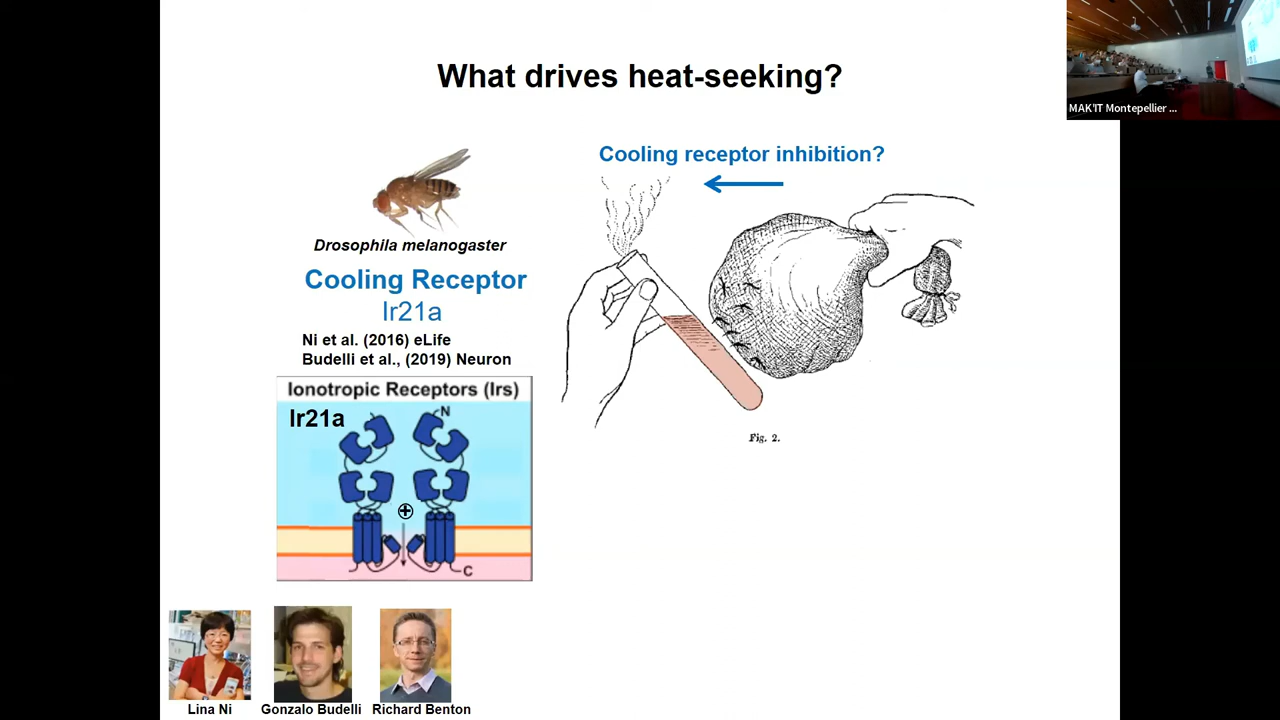 What drives heat-seeking?
MAK'IT Montepellier ...
Cooling receptor inhibition?
Drosophila melanogaster
Cooling Receptor
Ir21a
Ni et al. (2016) eLife
Budelli et al., (2019) Neuron
Ionotropic Receptors (Irs)
Ir21a
N
C
Fig. 2.
Lina Ni
Gonzalo Budelli
Richard Benton